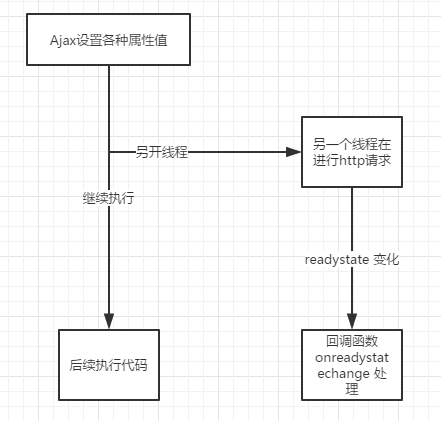 Ajax设置各种属性值
另一个线程在
进行http请求
另开线程
继续执行
readystate 变化
后续执行代码
回调函数
onreadystat
echange 处
理